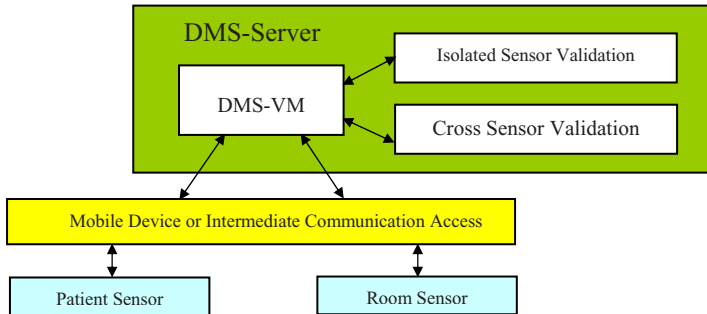 DMS-Server
Isolated Sensor Validation
DMS-VM
Cross Sensor Validation
Mobile Device or Intermediate Communication Access
Patient Sensor
Room Sensor